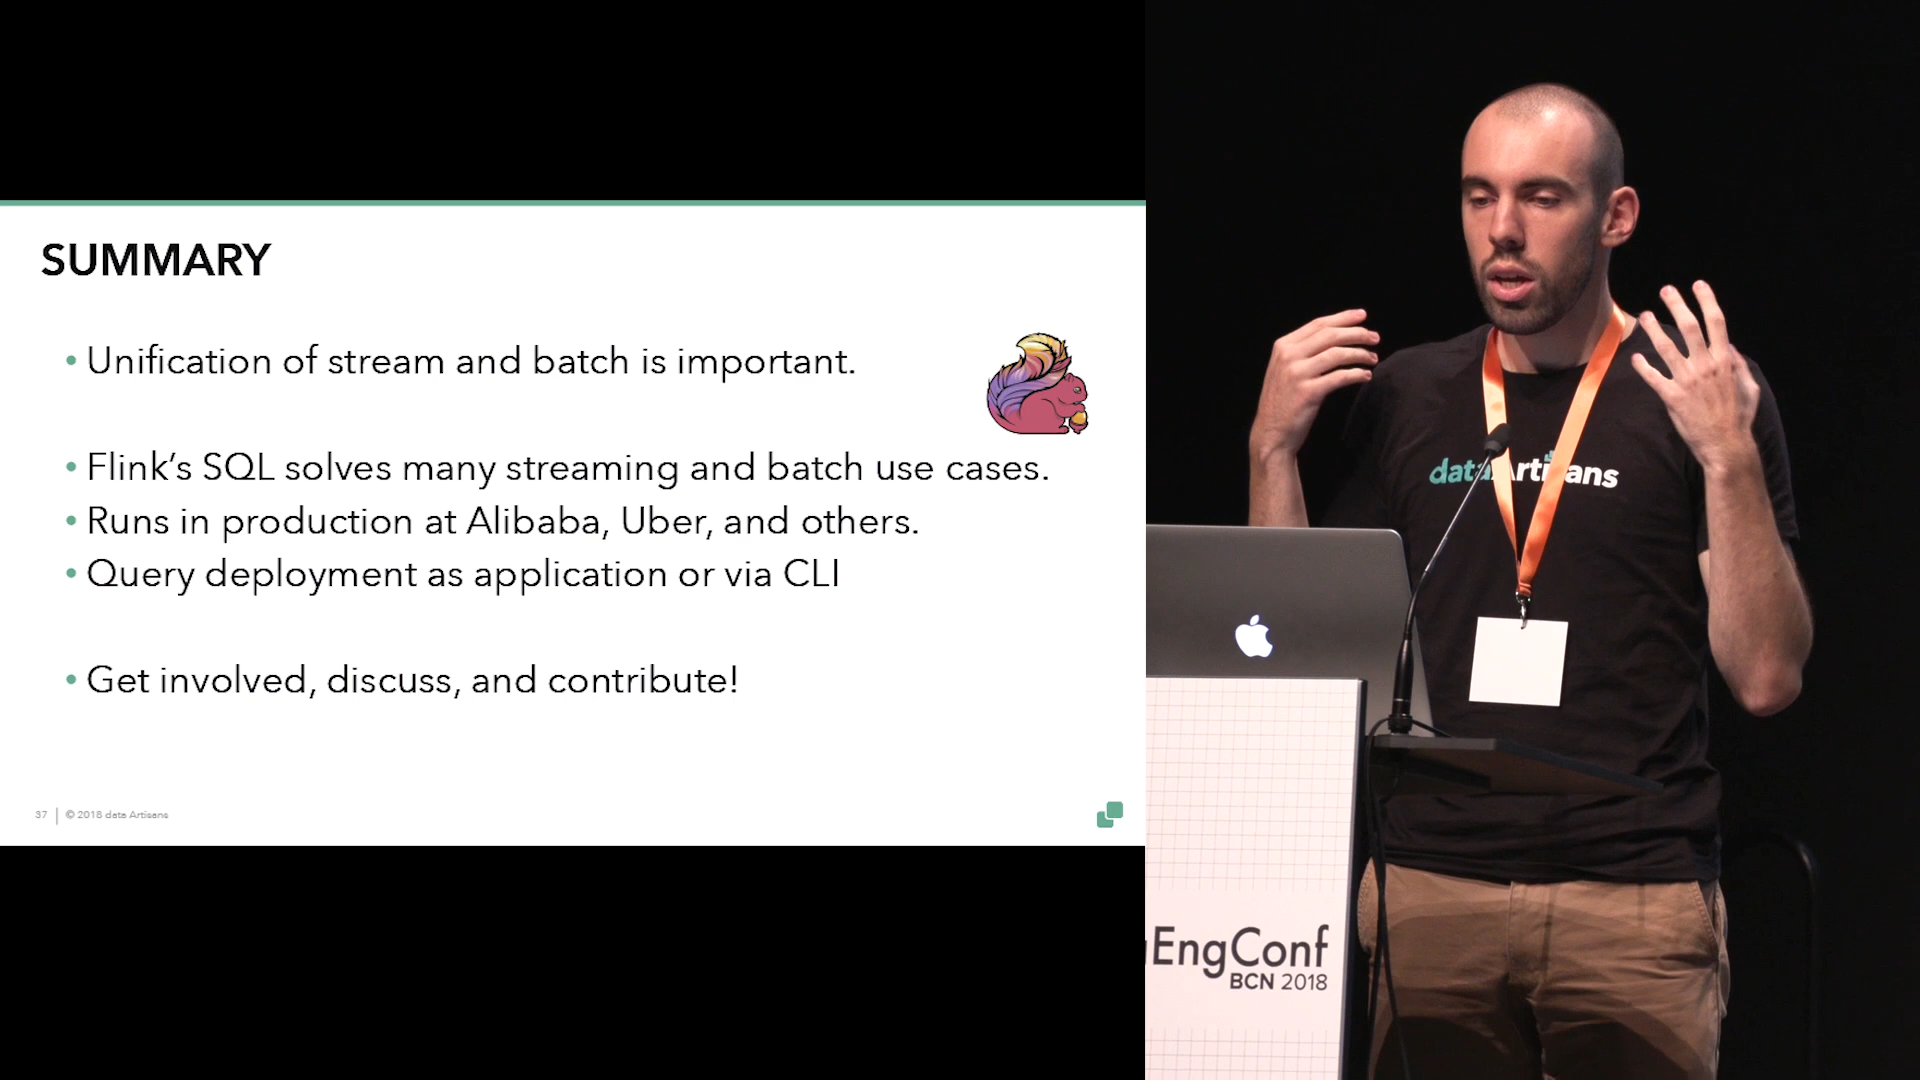 SUMMARY
• Unification of stream and batch is important.
• Flink’s SQL solves many streaming and batch use cases.
• Runs in production at Alibaba, Uber, and others.
• Query deployment as application or via CLI
• Get involved, discuss, and contribute!
37 | © 2018 data Artisans
dataArtisans
EngConf
BCN 2018